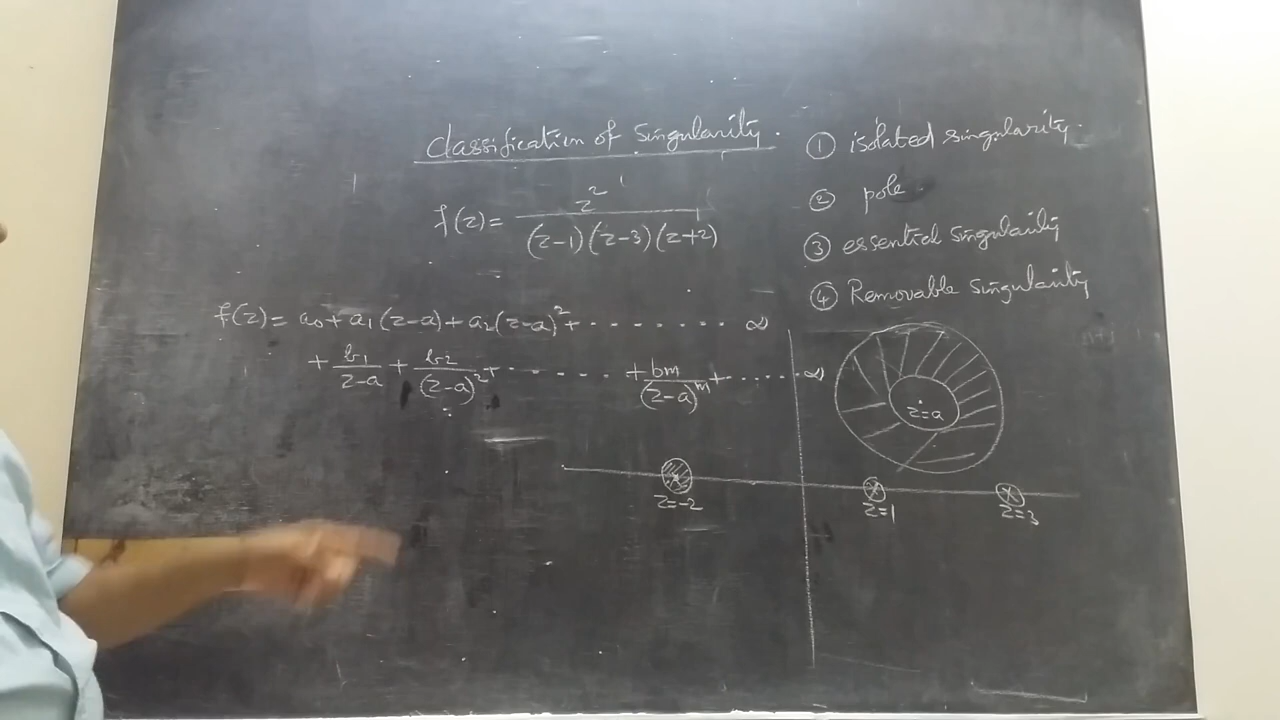 Classification of Singularity.
f(z) = z² / (z-1)(z-3)(z+2)
① isolated singularity.
② pole.
③ essential singularity
④ Removable singularity
f(z) = a₀ + a₁(z-a) + a₂(z-a)² + - - - - - - - - ∞
+ b₁/(z-a) + b₂/(z-a)² + - - - - - - + bm/(z-a)^m + - - - - - ∞
z=a
z=-2
z=1
z=3